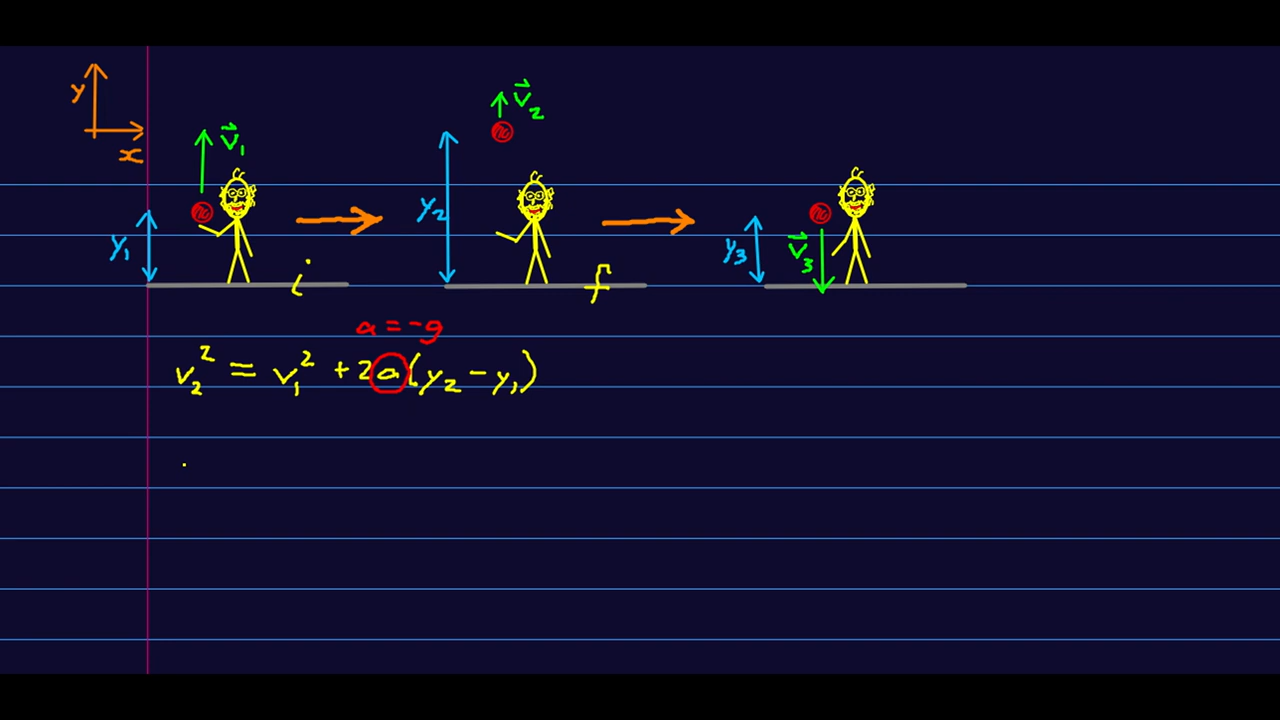 y
x
v⃗₁
y₁
i
v⃗₂
y₂
f
y₃
v⃗₃
a = -g
v₂² = v₁² + 2a(y₂ - y₁)